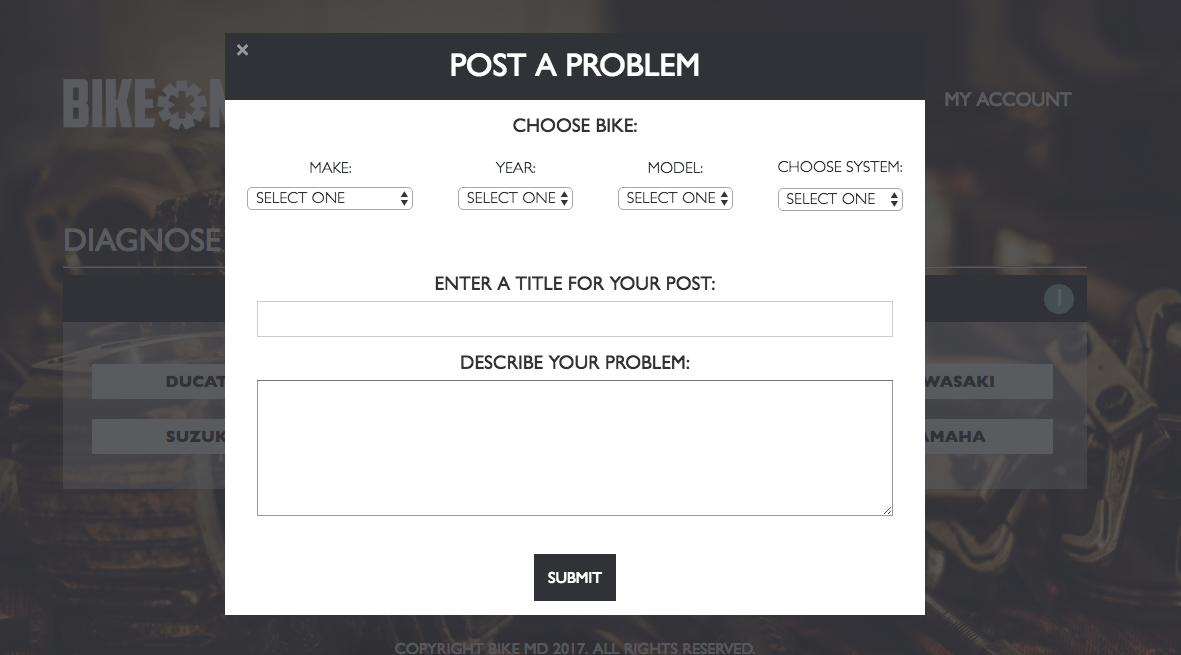 ×
POST A PROBLEM
BIKE M
MY ACCOUNT
CHOOSE BIKE:
MAKE: YEAR: MODEL: CHOOSE SYSTEM:
SELECT ONE SELECT ONE SELECT ONE SELECT ONE
DIAGNOSE
ENTER A TITLE FOR YOUR POST:
I
DESCRIBE YOUR PROBLEM:
DUCAT WASAKI
SUZUK AMAHA
SUBMIT
COPYRIGHT BIKE MD 2017. ALL RIGHTS RESERVED.